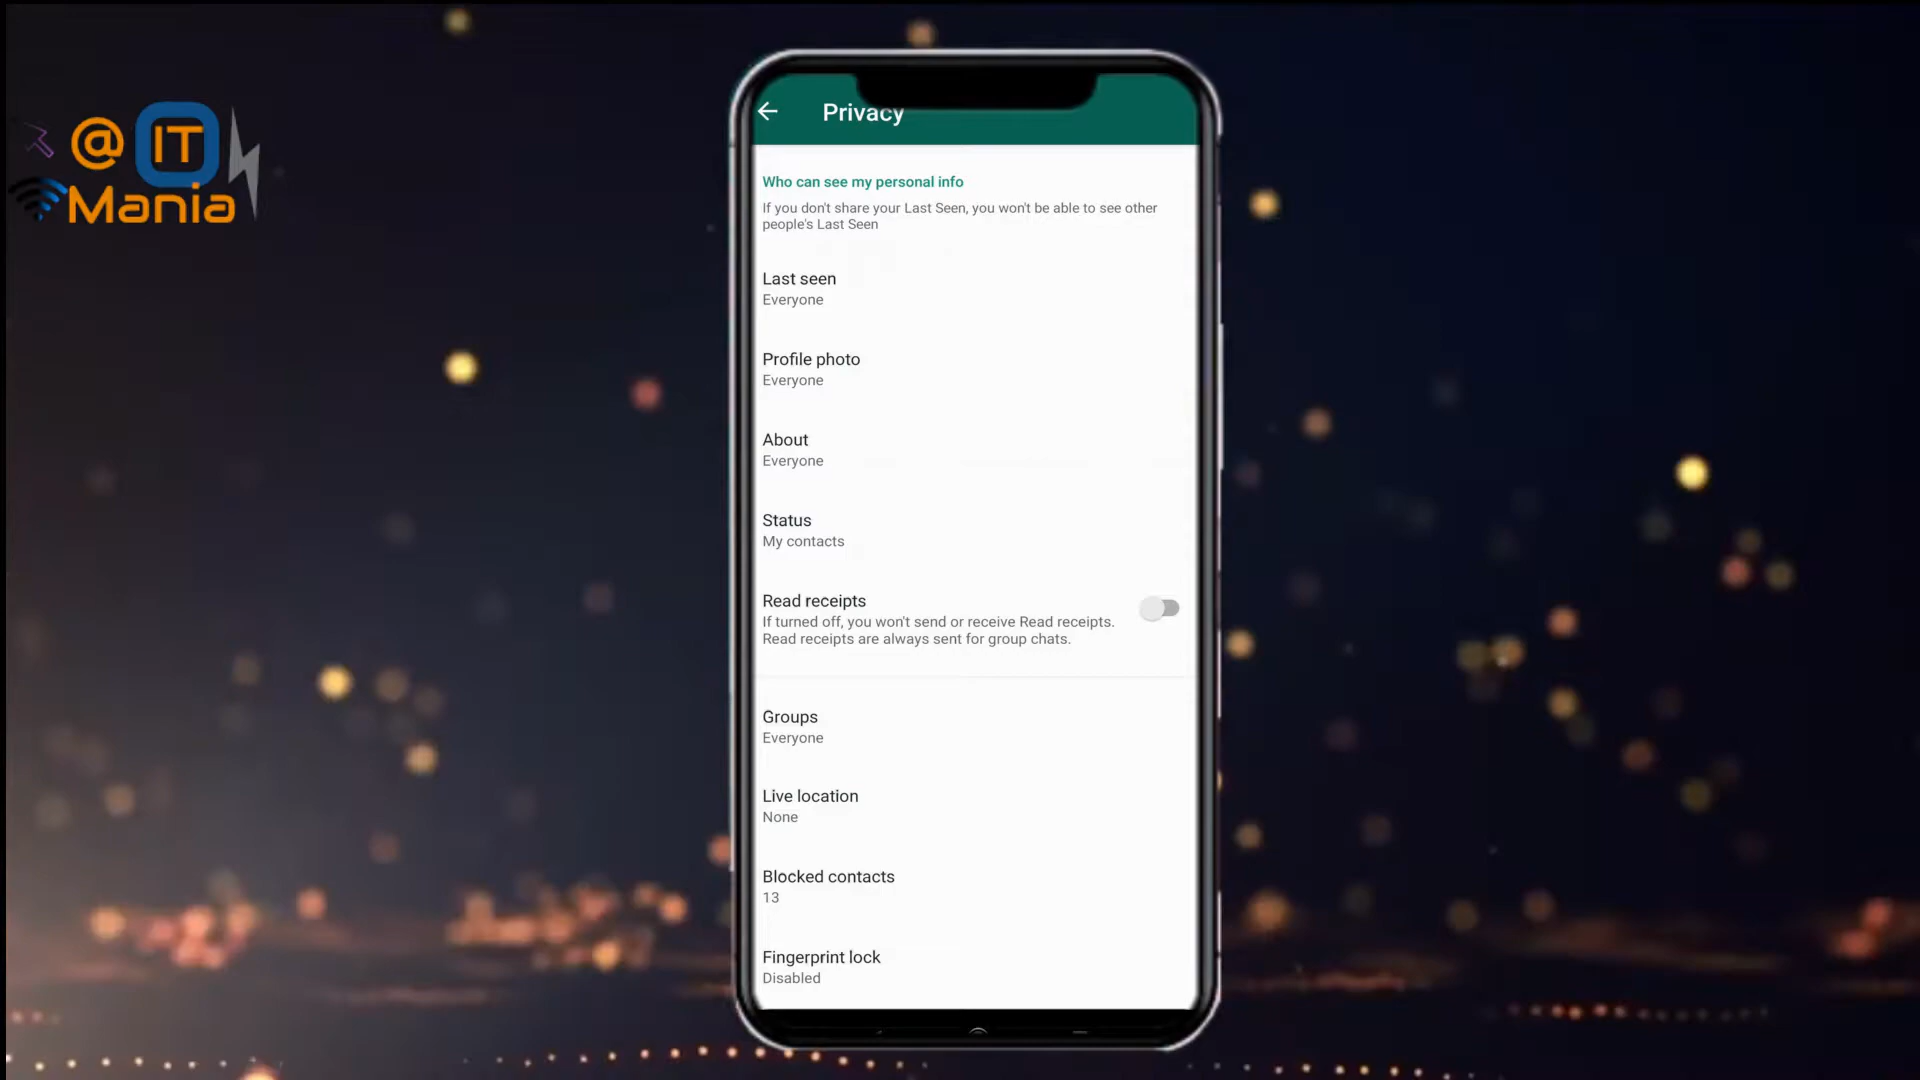 @ IT
Mania
Privacy
Who can see my personal info
If you don't share your Last Seen, you won't be able to see other
people's Last Seen
Last seen
Everyone
Profile photo
Everyone
About
Everyone
Status
My contacts
Read receipts
If turned off, you won't send or receive Read receipts.
Read receipts are always sent for group chats.
Groups
Everyone
Live location
None
Blocked contacts
13
Fingerprint lock
Disabled